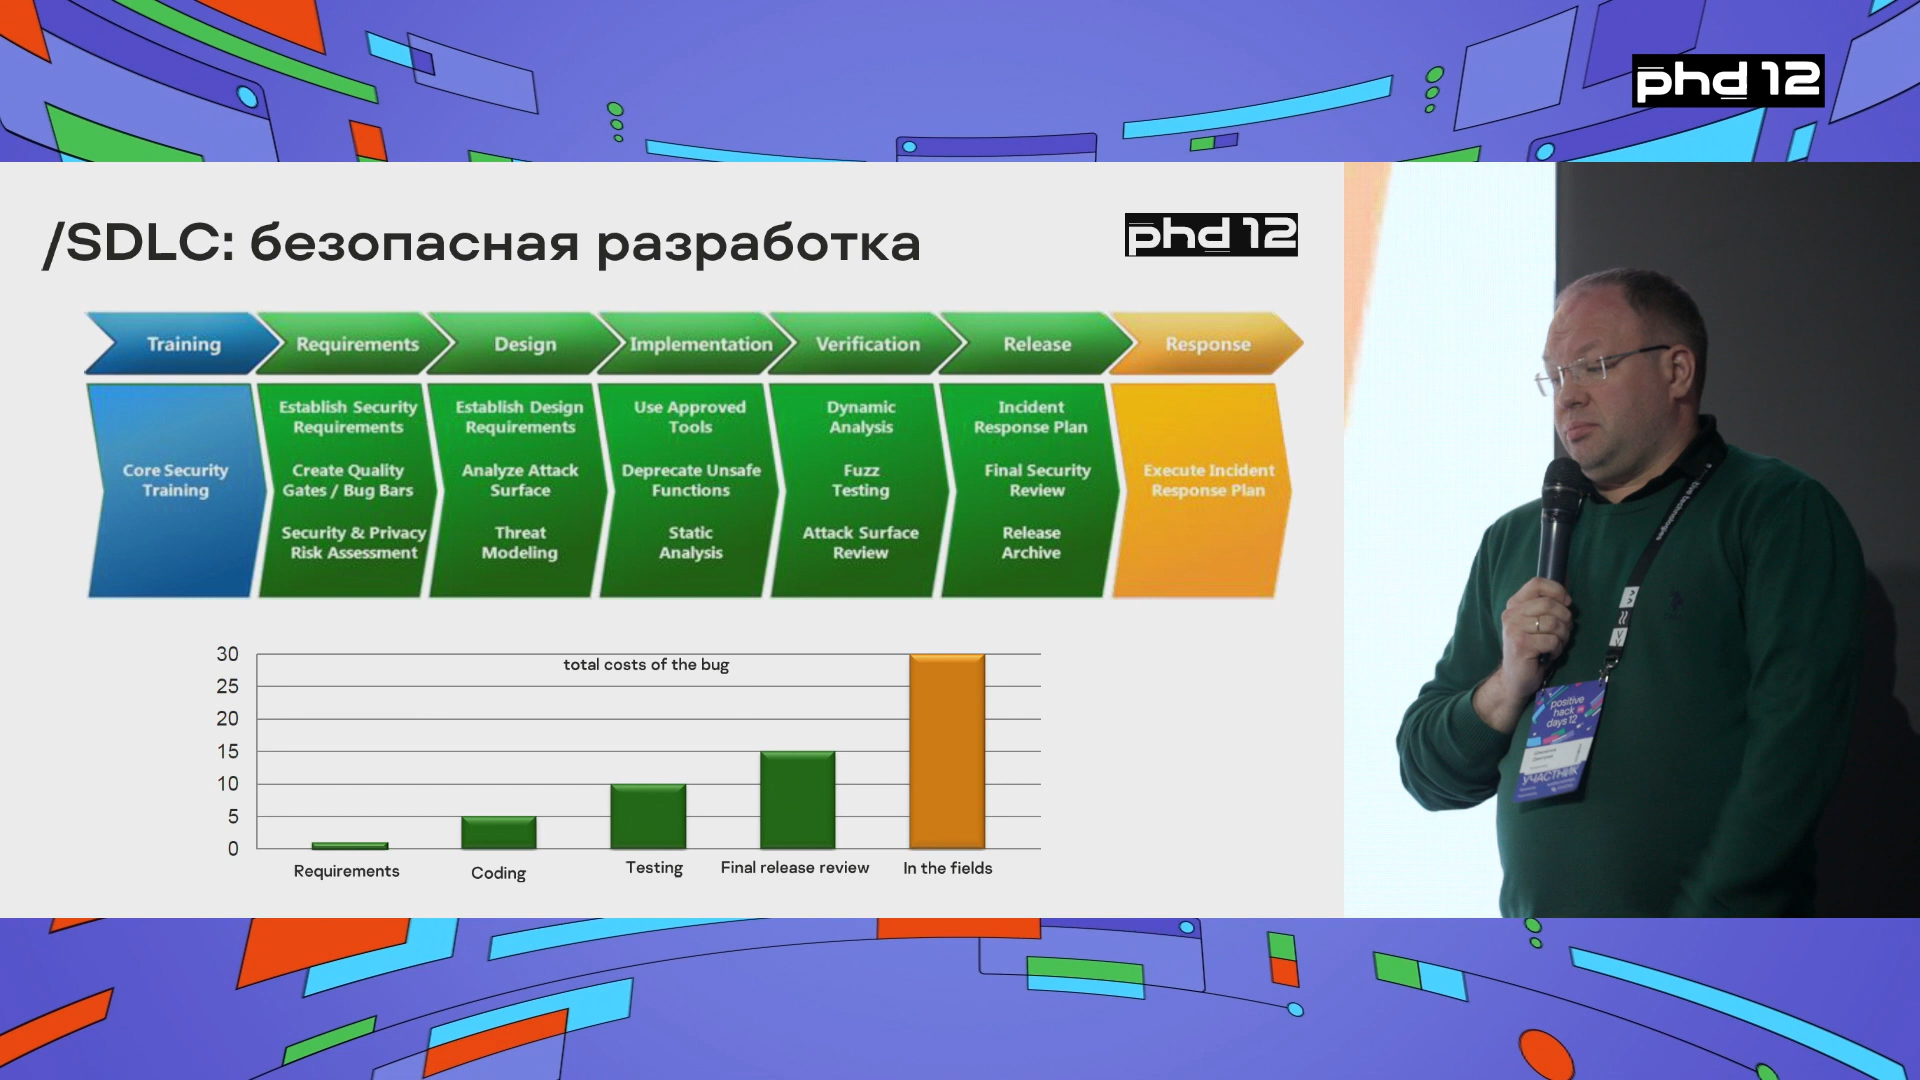 phd 12
/SDLC: безопасная разработка
phd 12
Training
Requirements
Design
Implementation
Verification
Release
Response
Core Security
Training
Establish Security
Requirements
Create Quality
Gates / Bug Bars
Security & Privacy
Risk Assessment
Establish Design
Requirements
Analyze Attack
Surface
Threat
Modeling
Use Approved
Tools
Deprecate Unsafe
Functions
Static
Analysis
Dynamic
Analysis
Fuzz
Testing
Attack Surface
Review
Incident
Response Plan
Final Security
Review
Release
Archive
Execute Incident
Response Plan
total costs of the bug
30
25
20
15
10
5
0
Requirements
Coding
Testing
Final release review
In the fields
positive
hack
days 12
УЧАСТНИК